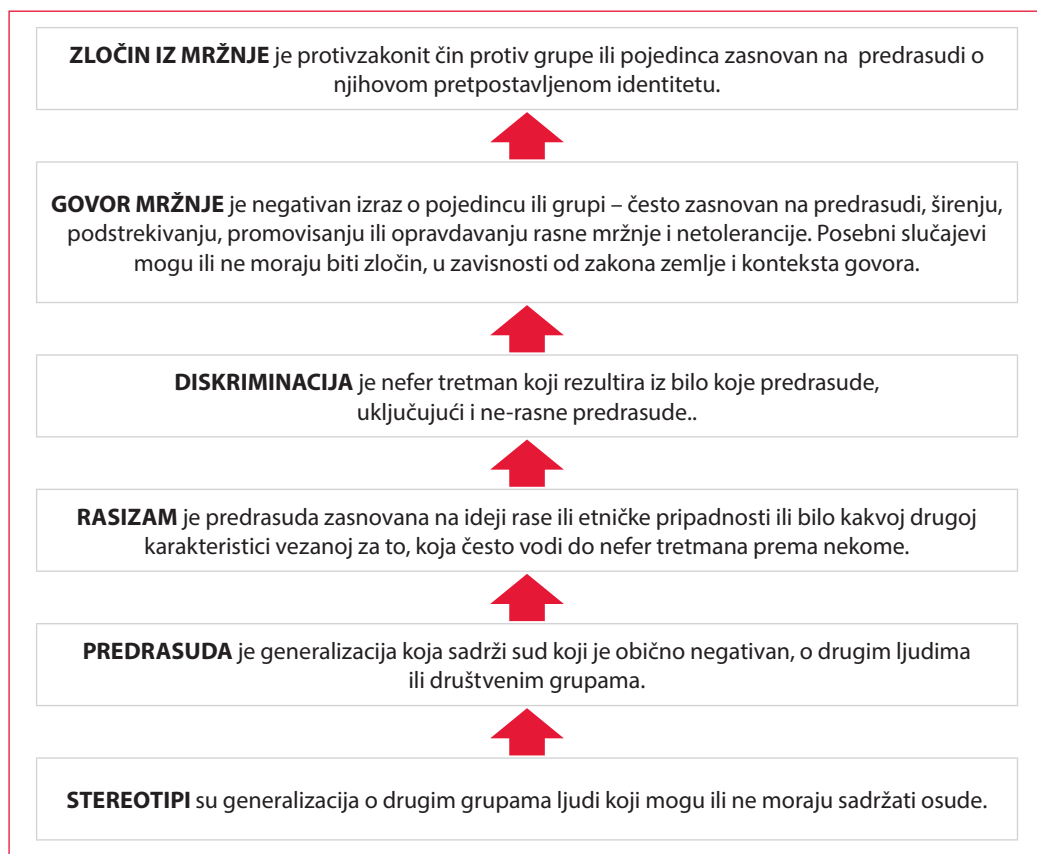 ZLOČIN IZ MRŽNJE je protivzakonit čin protiv grupe ili pojedinca zasnovan na predrasudi o
njihovom pretpostavljenom identitetu.
GOVOR MRŽNJE je negativan izraz o pojedincu ili grupi – često zasnovan na predrasudi, širenju,
podstrekivanju, promovisanju ili opravdavanju rasne mržnje i netolerancije. Posebni slučajevi
mogu ili ne moraju biti zločin, u zavisnosti od zakona zemlje i konteksta govora.
DISKRIMINACIJA je nefer tretman koji rezultira iz bilo koje predrasude,
uključujući i ne-rasne predrasude..
RASIZAM je predrasuda zasnovana na ideji rase ili etničke pripadnosti ili bilo kakvoj drugoj
karakteristici vezanoj za to, koja često vodi do nefer tretmana prema nekome.
PREDRASUDA je generalizacija koja sadrži sud koji je obično negativan, o drugim ljudima
ili društvenim grupama.
STEREOTIPI su generalizacija o drugim grupama ljudi koji mogu ili ne moraju sadržati osude.